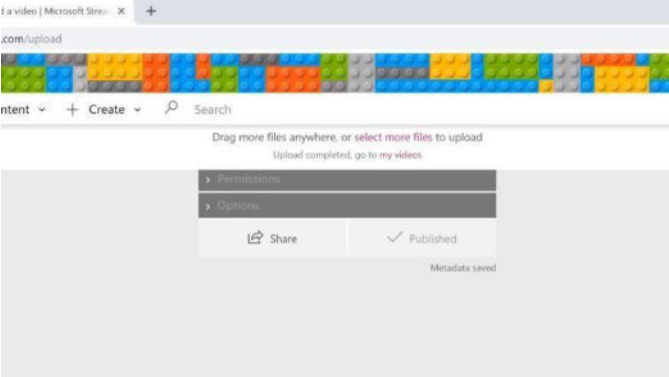 d a video | Microsoft Strea
.com/upload
ntent
Create
Search
Drag more files anywhere, or select more files to upload
Upload completed, go to my videos
Permissions
Options
Share
Published
Metadata saved